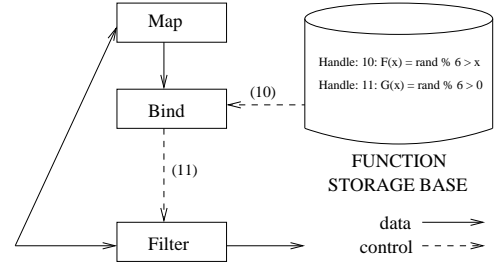 Map
Handle: 10: F(x) = rand % 6 > x
Handle: 11: G(x) = rand % 6 > 0
(10)
Bind
FUNCTION
STORAGE BASE
(11)
data
Filter
control